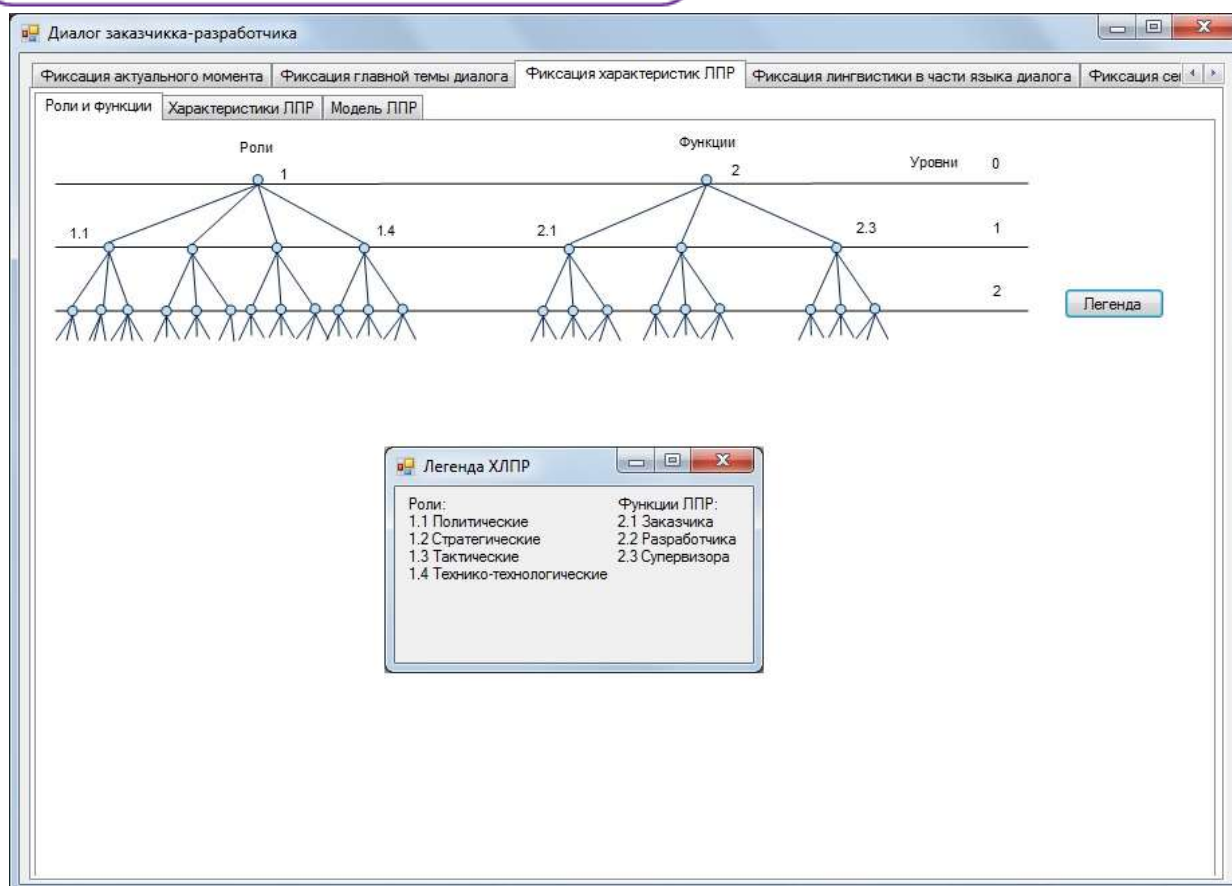 Диалог заказчикка-разработчика
Фиксация актуального момента Фиксация главной темы диалога Фиксация характеристик ЛПР Фиксация лингвистики в части языка диалога Фиксация сег
Роли и функции Характеристики ЛПР Модель ЛПР
Роли Функции
Уровни 0
1 2
1.1 1.4 2.1 2.3 1
2
Легенда
Легенда ХЛПР
Роли: Функции ЛПР:
1.1 Политические 2.1 Заказчика
1.2 Стратегические 2.2 Разработчика
1.3 Тактические 2.3 Супервизора
1.4 Технико-технологические